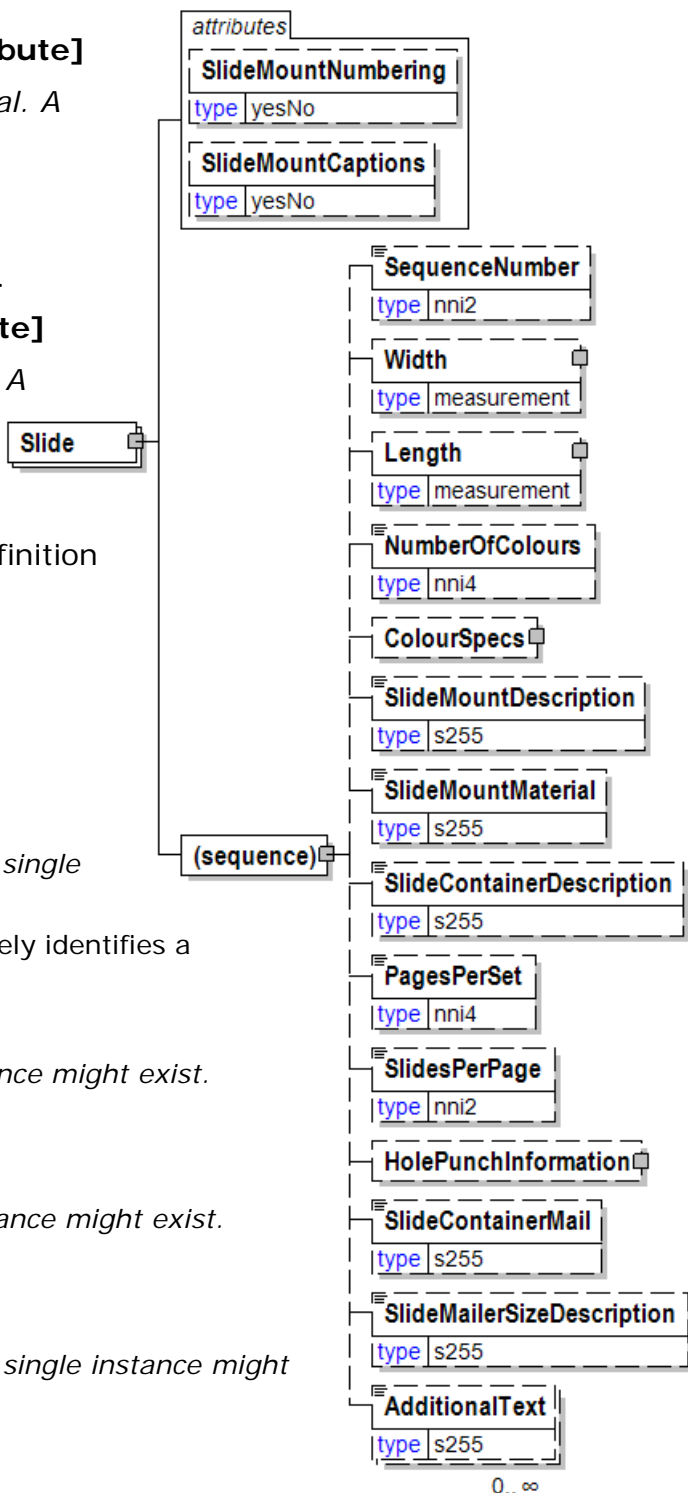 bute]
al. A
.
te]
A
finition
single
ely identifies a
nce might exist.
ance might exist.
single instance might
Slide
attributes
SlideMountNumbering
type yesNo
SlideMountCaptions
type yesNo
(sequence)
SequenceNumber
type nni2
Width
type measurement
Length
type measurement
NumberOfColours
type nni4
ColourSpecs
SlideMountDescription
type s255
SlideMountMaterial
type s255
SlideContainerDescription
type s255
PagesPerSet
type nni4
SlidesPerPage
type nni2
HolePunchInformation
SlideContainerMail
type s255
SlideMailerSizeDescription
type s255
AdditionalText
type s255
0..∞